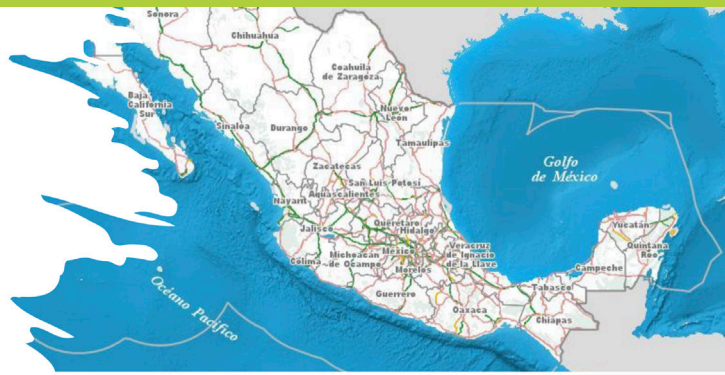 Sonora
Chihuahua
Coahuila
de Zaragoza
Baja
California
Sur
Nuevo
León
Sinaloa
Durango
Tamaulipas
Golfo
de México
Zacatecas
San Luis Potosí
Aguascalientes
Nayarit
Yucatán
Querétaro
Jalisco
Hidalgo
Quintana
Roo
Veracruz
de Ignacio
de la Llave
México
Michoacán
de Ocampo
Colima
Morelos
Campeche
Tabasco
Guerrero
Océano Pacífico
Oaxaca
Chiapas